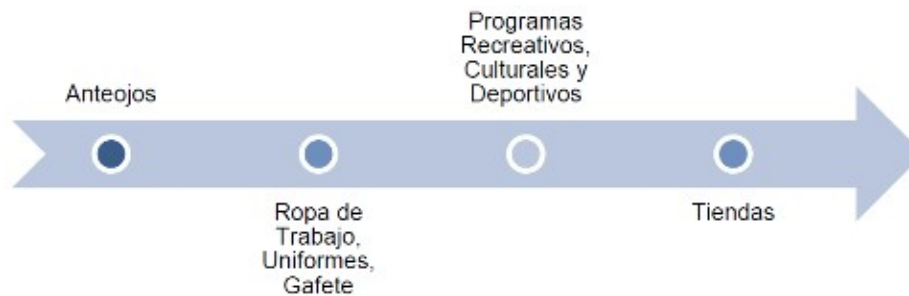 Anteojos
Ropa de
Trabajo,
Uniformes,
Gafete
Programas
Recreativos,
Culturales y
Deportivos
Tiendas